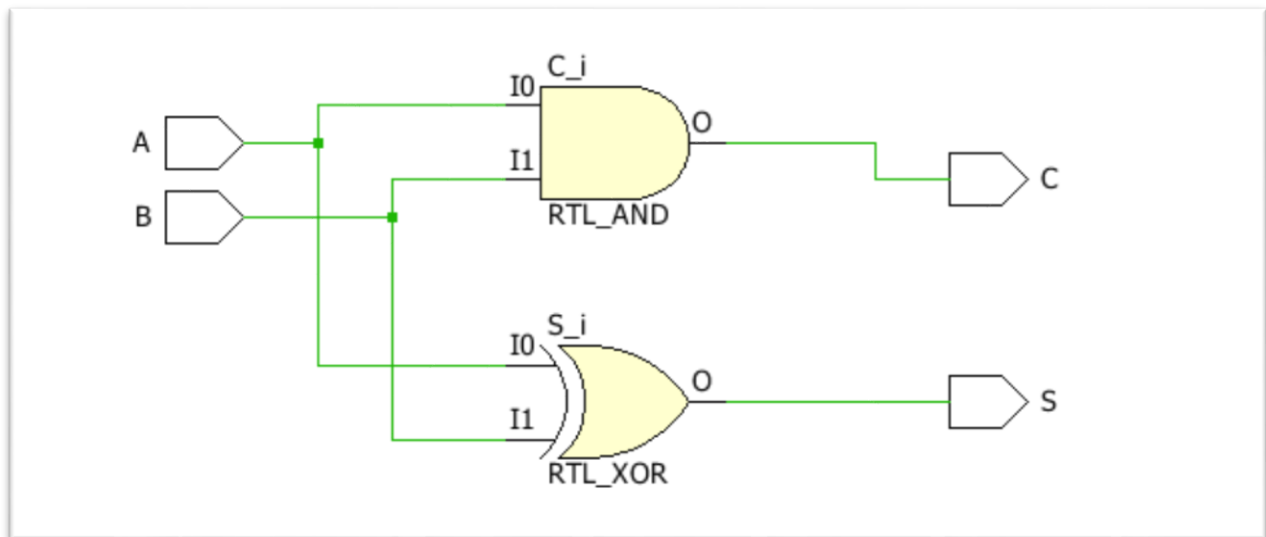 C_i
I0
A
I1
O
C
B
RTL_AND
S_i
I0
O
S
I1
RTL_XOR